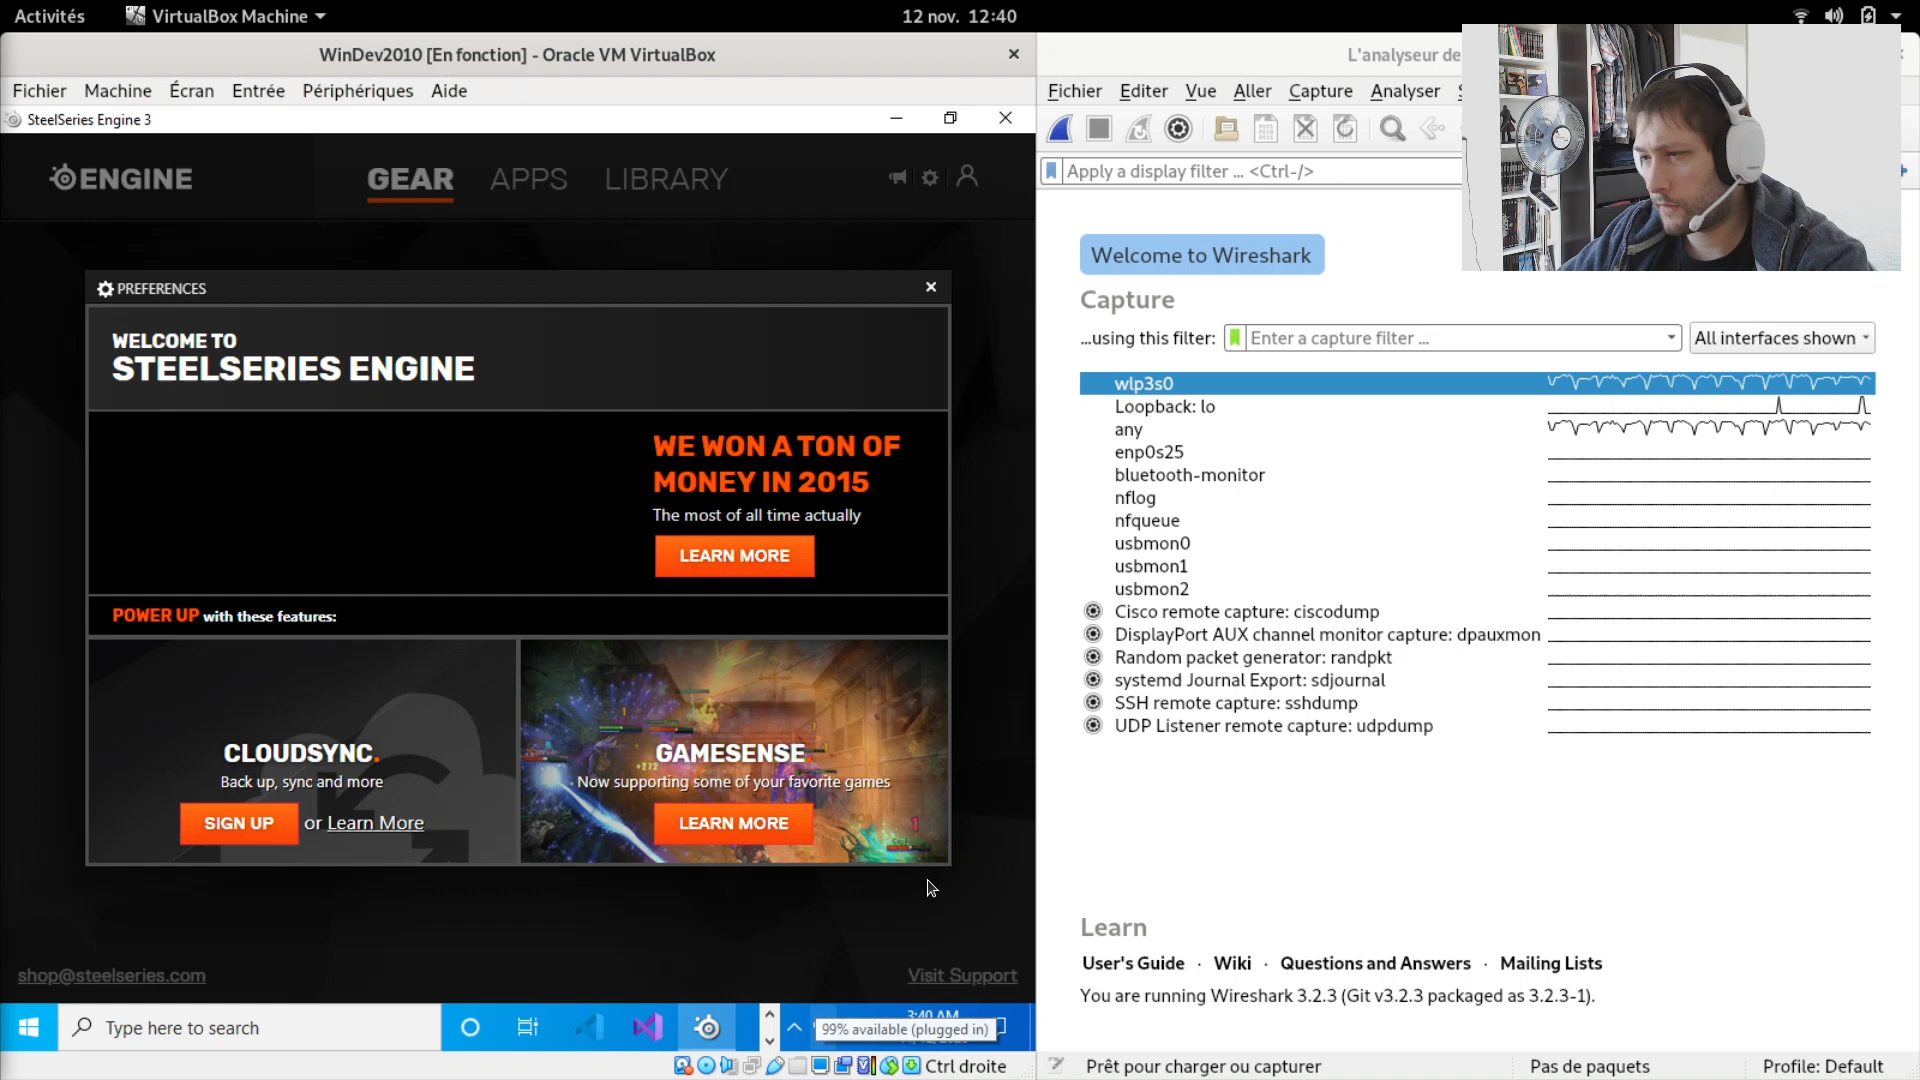 Activités
VirtualBox Machine
12 nov. 12:40
WinDev2010 [En fonction] - Oracle VM VirtualBox
Fichier Machine Écran Entrée Périphériques Aide
SteelSeries Engine 3
ENGINE
GEAR APPS LIBRARY
PREFERENCES
WELCOME TO
STEELSERIES ENGINE
WE WON A TON OF
MONEY IN 2015
The most of all time actually
LEARN MORE
POWER UP with these features:
CLOUDSYNC.
Back up, sync and more
SIGN UP or Learn More
GAMESENSE.
Now supporting some of your favorite games
LEARN MORE
shop@steelseries.com
Visit Support
Type here to search
3:40 AM
99% available (plugged in)
Ctrl droite
L'analyseur de
Fichier Editer Vue Aller Capture Analyser
Apply a display filter ... <Ctrl-/>
Welcome to Wireshark
Capture
...using this filter: Enter a capture filter ... All interfaces shown
wlp3s0
Loopback: lo
any
enp0s25
bluetooth-monitor
nflog
nfqueue
usbmon0
usbmon1
usbmon2
Cisco remote capture: ciscodump
DisplayPort AUX channel monitor capture: dpauxmon
Random packet generator: randpkt
systemd Journal Export: sdjournal
SSH remote capture: sshdump
UDP Listener remote capture: udpdump
Learn
User's Guide · Wiki · Questions and Answers · Mailing Lists
You are running Wireshark 3.2.3 (Git v3.2.3 packaged as 3.2.3-1).
Prêt pour charger ou capturer
Pas de paquets
Profile: Default